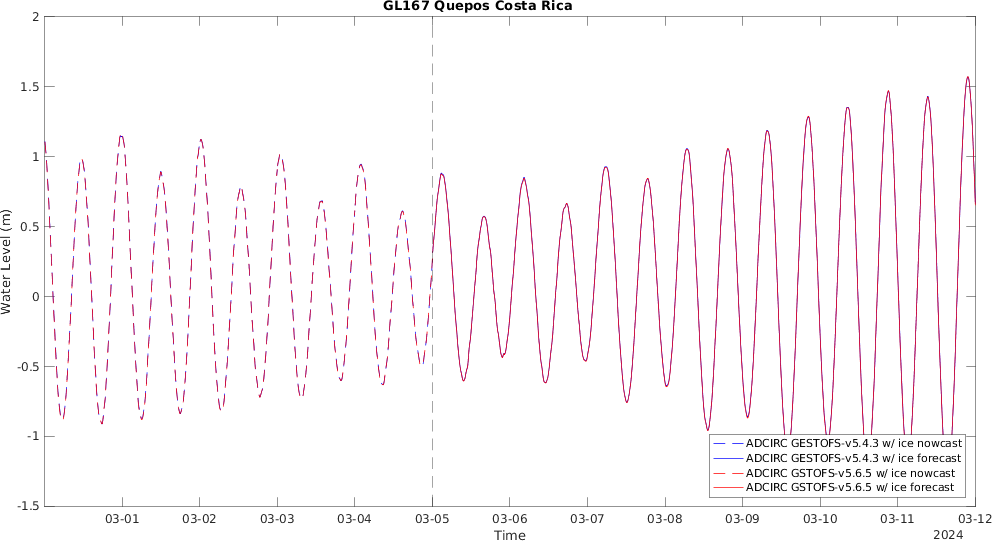 GL167 Quepos Costa Rica
2
1.5
1
0.5
0
-0.5
-1
-1.5
Water Level (m)
ADCIRC GESTOFS-v5.4.3 w/ ice nowcast
ADCIRC GESTOFS-v5.4.3 w/ ice forecast
ADCIRC GSTOFS-v5.6.5 w/ ice nowcast
ADCIRC GSTOFS-v5.6.5 w/ ice forecast
03-01 03-02 03-03 03-04 03-05 03-06 03-07 03-08 03-09 03-10 03-11 03-12
Time
2024